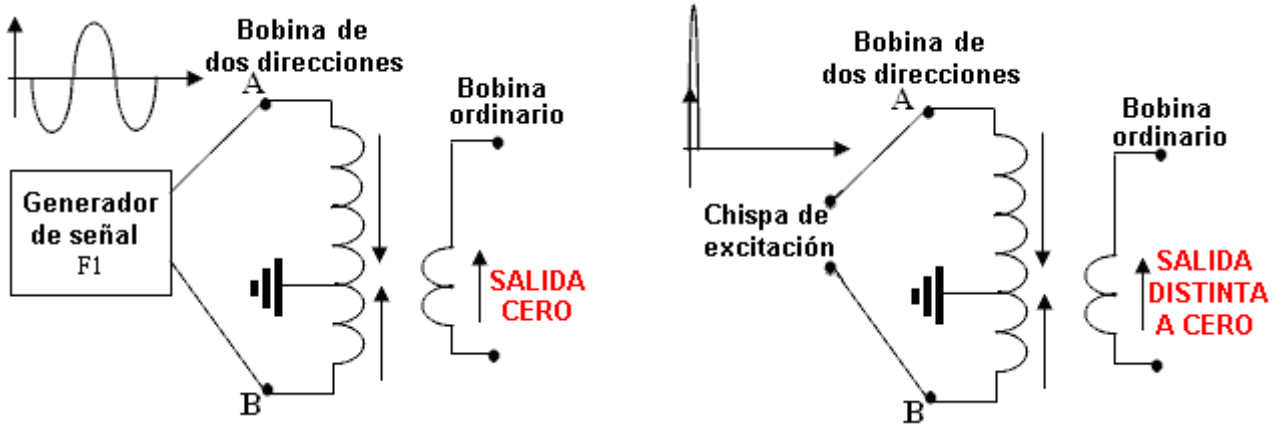 Bobina de
dos direcciones
A
Bobina
ordinario
Generador
de señal
F1
SALIDA
CERO
B
Bobina de
dos direcciones
A
Bobina
ordinario
Chispa de
excitación
SALIDA
DISTINTA
A CERO
B